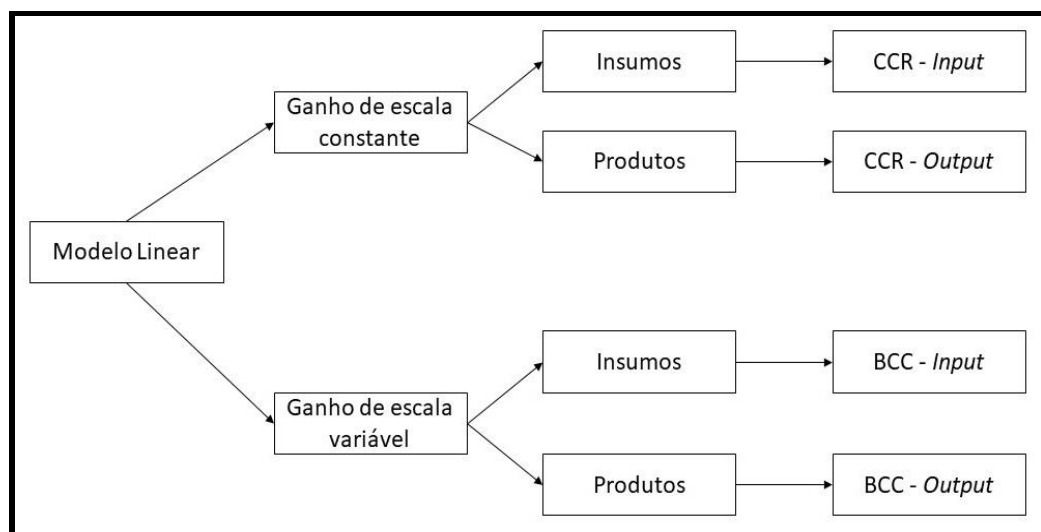 Modelo Linear
Ganho de escala
constante
Insumos
CCR - Input
Produtos
CCR - Output
Ganho de escala
variável
Insumos
BCC - Input
Produtos
BCC - Output